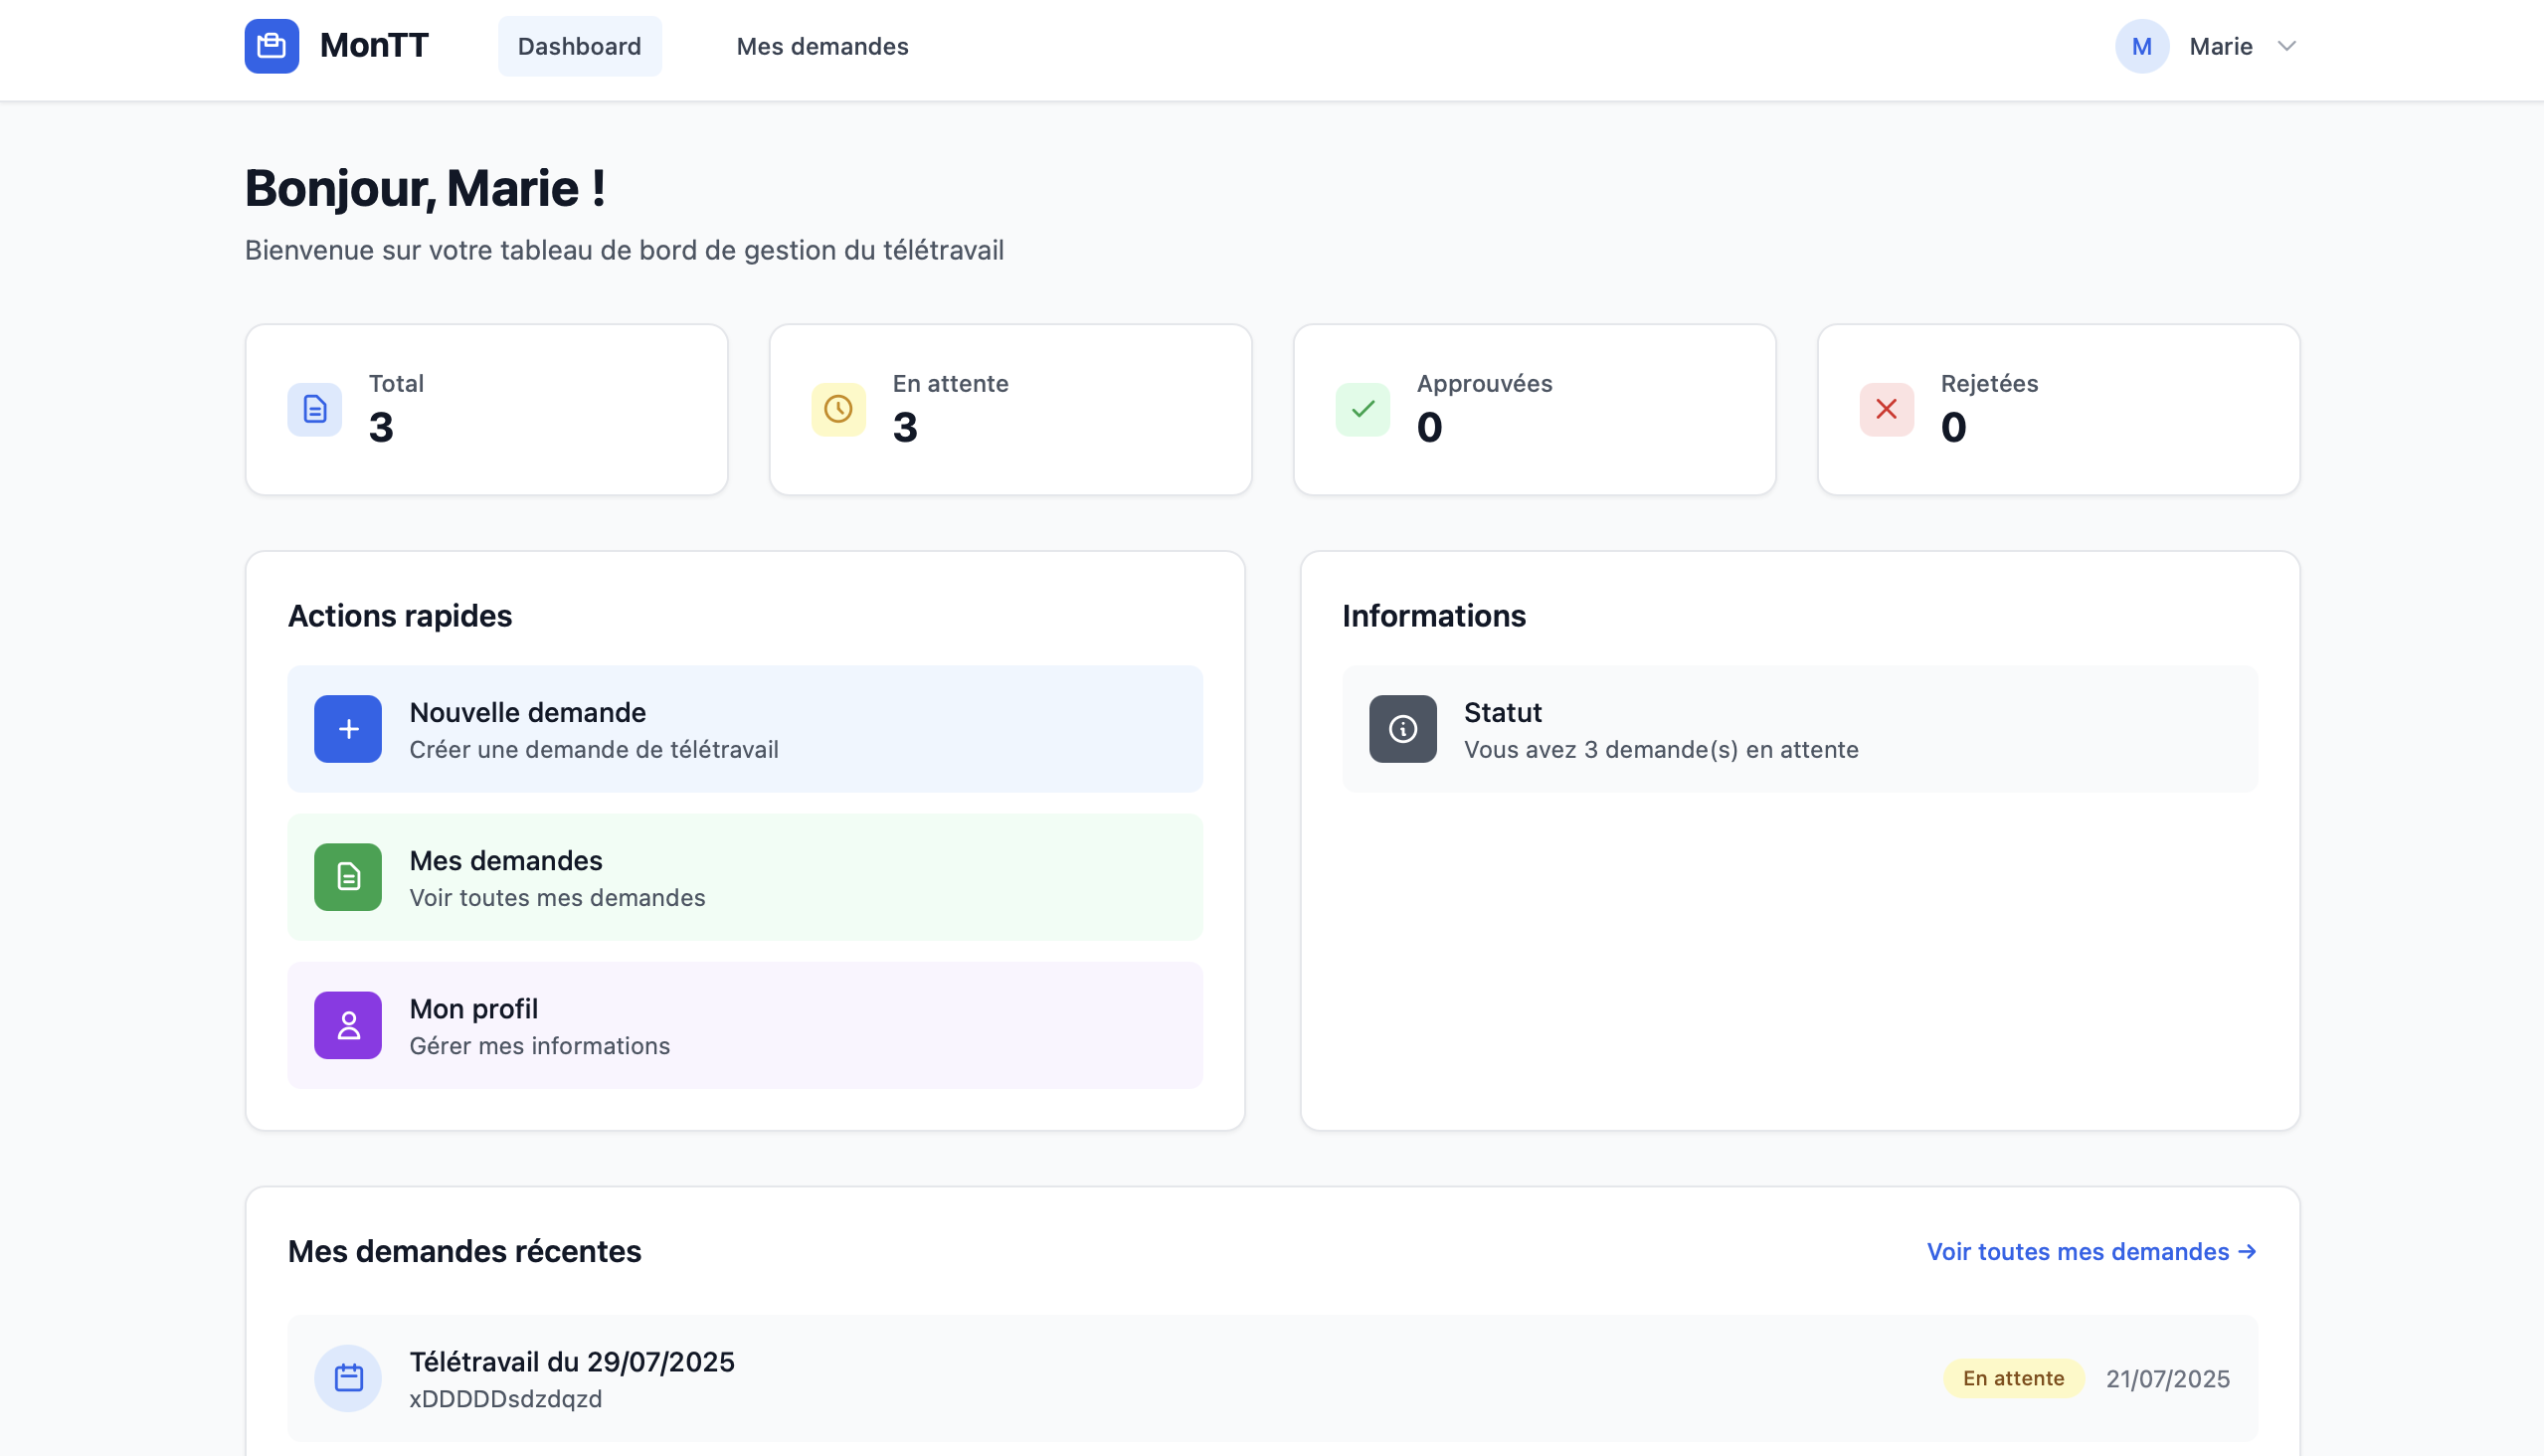 MonTT
Dashboard
Mes demandes
M
Marie
Bonjour, Marie !
Bienvenue sur votre tableau de bord de gestion du télétravail
Total
3
En attente
3
Approuvées
0
Rejetées
0
Actions rapides
Nouvelle demande
Créer une demande de télétravail
Mes demandes
Voir toutes mes demandes
Mon profil
Gérer mes informations
Informations
Statut
Vous avez 3 demande(s) en attente
Mes demandes récentes
Voir toutes mes demandes →
Télétravail du 29/07/2025
xDDDDDsdzdqzd
En attente
21/07/2025